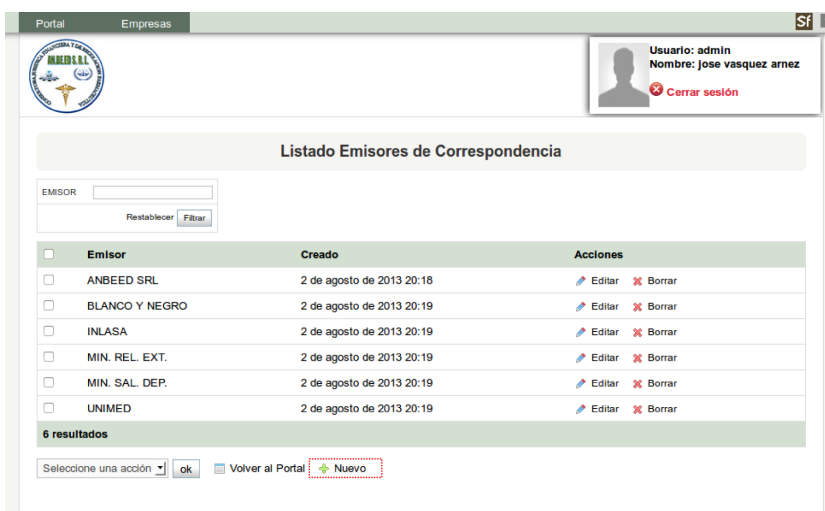 Portal Empresas
Sf
ANBEED S.R.L.
Usuario: admin
Nombre: jose vasquez arnez
Cerrar sesión
Listado Emisores de Correspondencia
EMISOR
Restablecer Filtrar
Emisor Creado Acciones
ANBEED SRL 2 de agosto de 2013 20:18 Editar Borrar
BLANCO Y NEGRO 2 de agosto de 2013 20:19 Editar Borrar
INLASA 2 de agosto de 2013 20:19 Editar Borrar
MIN. REL. EXT. 2 de agosto de 2013 20:19 Editar Borrar
MIN. SAL. DEP. 2 de agosto de 2013 20:19 Editar Borrar
UNIMED 2 de agosto de 2013 20:19 Editar Borrar
6 resultados
Seleccione una acción ok Volver al Portal Nuevo